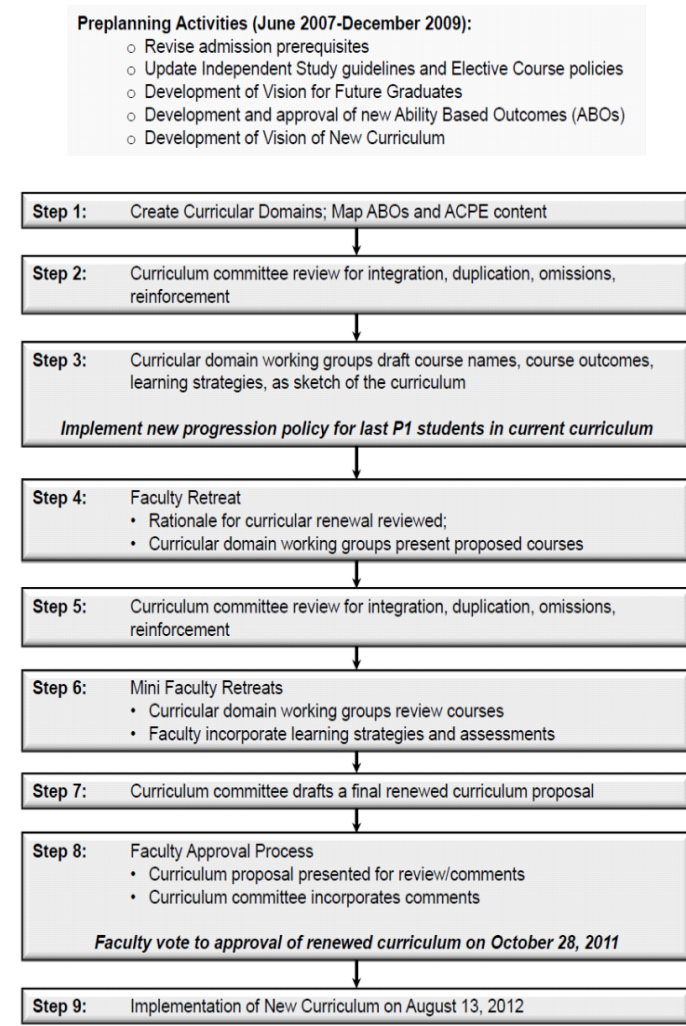 Preplanning Activities (June 2007-December 2009):
○ Revise admission prerequisites
○ Update Independent Study guidelines and Elective Course policies
○ Development of Vision for Future Graduates
○ Development and approval of new Ability Based Outcomes (ABOs)
○ Development of Vision of New Curriculum
Step 1: Create Curricular Domains; Map ABOs and ACPE content
Step 2: Curriculum committee review for integration, duplication, omissions,
reinforcement
Step 3: Curricular domain working groups draft course names, course outcomes,
learning strategies, as sketch of the curriculum
Implement new progression policy for last P1 students in current curriculum
Step 4: Faculty Retreat
• Rationale for curricular renewal reviewed;
• Curricular domain working groups present proposed courses
Step 5: Curriculum committee review for integration, duplication, omissions,
reinforcement
Step 6: Mini Faculty Retreats
• Curricular domain working groups review courses
• Faculty incorporate learning strategies and assessments
Step 7: Curriculum committee drafts a final renewed curriculum proposal
Step 8: Faculty Approval Process
• Curriculum proposal presented for review/comments
• Curriculum committee incorporates comments
Faculty vote to approval of renewed curriculum on October 28, 2011
Step 9: Implementation of New Curriculum on August 13, 2012